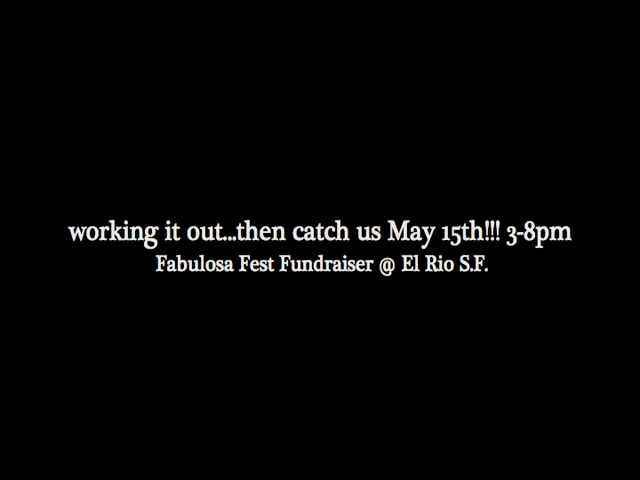 working it out...then catch us May 15th!!! 3-8pm
Fabulosa Fest Fundraiser @ El Rio S.F.